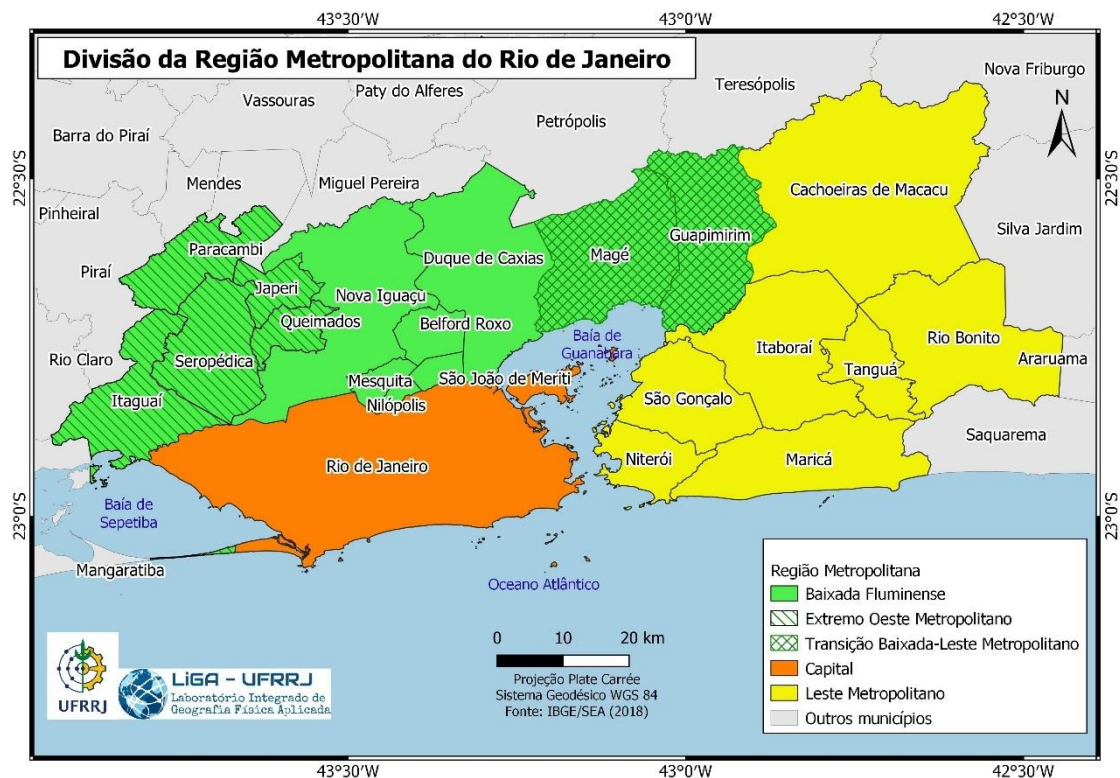 43°30'W
43°0'W
42°30'W
Divisão da Região Metropolitana do Rio de Janeiro
Nova Friburgo
Teresópolis
Paty do Alferes
Vassouras
Petrópolis
Barra do Piraí
N
22°30'S
22°30'S
Mendes
Miguel Pereira
Cachoeiras de Macacu
Pinheiral
Silva Jardim
Paracambi
Guapimirim
Magé
Duque de Caxias
Piraí
Japeri
Nova Iguaçu
Queimados
Belford Roxo
Baía de
Guanabara
Itaboraí
Rio Bonito
Rio Claro
Seropédica
Araruama
Tanguá
Mesquita
São João de Meriti
Itaguaí
Nilópolis
São Gonçalo
Saquarema
Rio de Janeiro
Niterói
Maricá
Baía de
Sepetiba
23°0'S
23°0'S
Mangaratiba
Oceano Atlântico
Região Metropolitana
Baixada Fluminense
Extremo Oeste Metropolitano
Transição Baixada-Leste Metropolitano
Capital
Leste Metropolitano
Outros municípios
0 10 20 km
Projeção Plate Carrée
Sistema Geodésico WGS 84
Fonte: IBGE/SEA (2018)
UFRRJ
LiGA - UFRRJ
Laboratório Integrado de
Geografia Física Aplicada
43°30'W
43°0'W
42°30'W